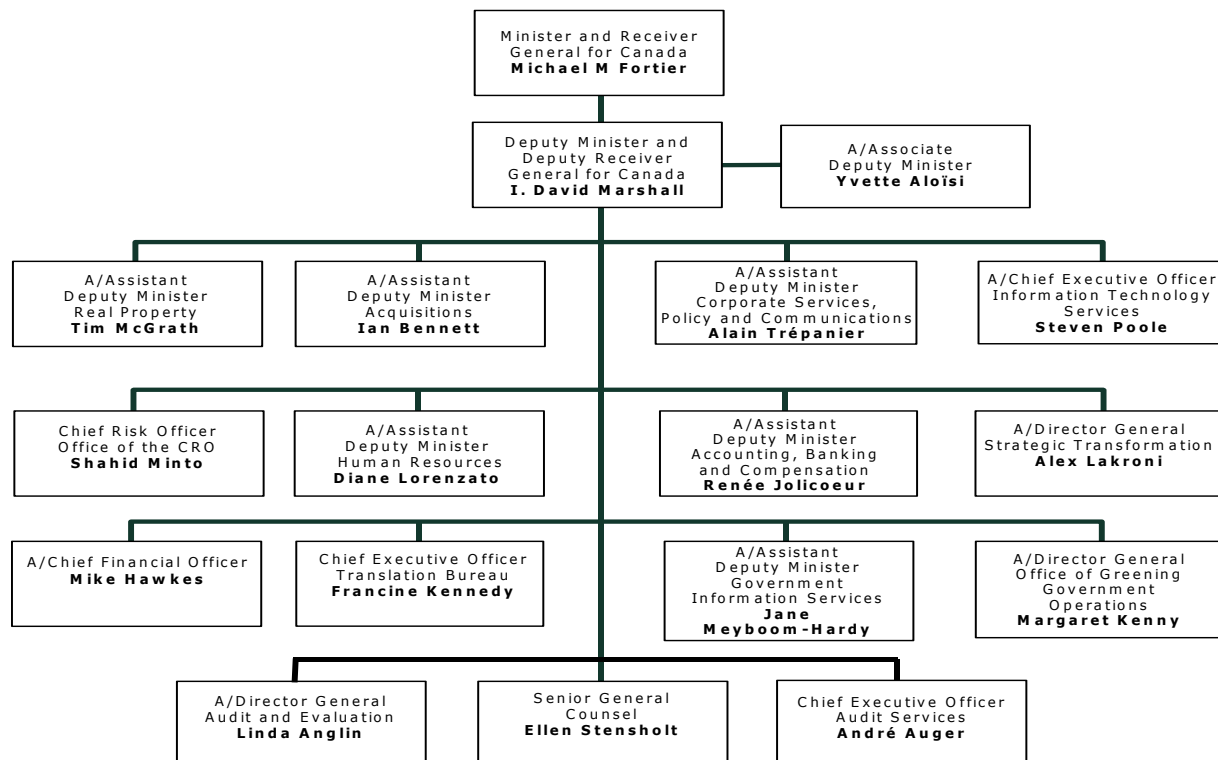 Minister and Receiver
General for Canada
Michael M Fortier
Deputy Minister and
Deputy Receiver
General for Canada
I. David Marshall
A/Associate
Deputy Minister
Yvette Aloïsi
A/Assistant
Deputy Minister
Real Property
Tim McGrath
A/Assistant
Deputy Minister
Acquisitions
Ian Bennett
A/Assistant
Deputy Minister
Corporate Services,
Policy and Communications
Alain Trépanier
A/Chief Executive Officer
Information Technology
Services
Steven Poole
Chief Risk Officer
Office of the CRO
Shahid Minto
A/Assistant
Deputy Minister
Human Resources
Diane Lorenzato
A/Assistant
Deputy Minister
Accounting, Banking
and Compensation
Renée Jolicoeur
A/Director General
Strategic Transformation
Alex Lakroni
A/Chief Financial Officer
Mike Hawkes
Chief Executive Officer
Translation Bureau
Francine Kennedy
A/Assistant
Deputy Minister
Government
Information Services
Jane
Meyboom-Hardy
A/Director General
Office of Greening
Government
Operations
Margaret Kenny
A/Director General
Audit and Evaluation
Linda Anglin
Senior General
Counsel
Ellen Stensholt
Chief Executive Officer
Audit Services
André Auger